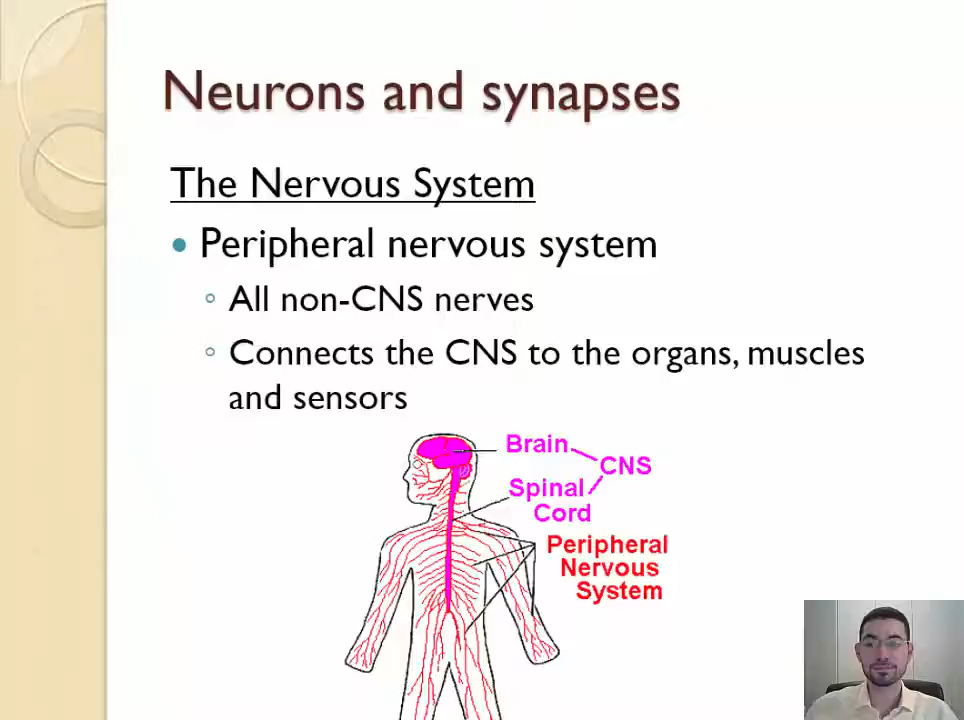 Neurons and synapses
The Nervous System
Peripheral nervous system
All non-CNS nerves
Connects the CNS to the organs, muscles
and sensors
Brain
CNS
Spinal
Cord
Peripheral
Nervous
System